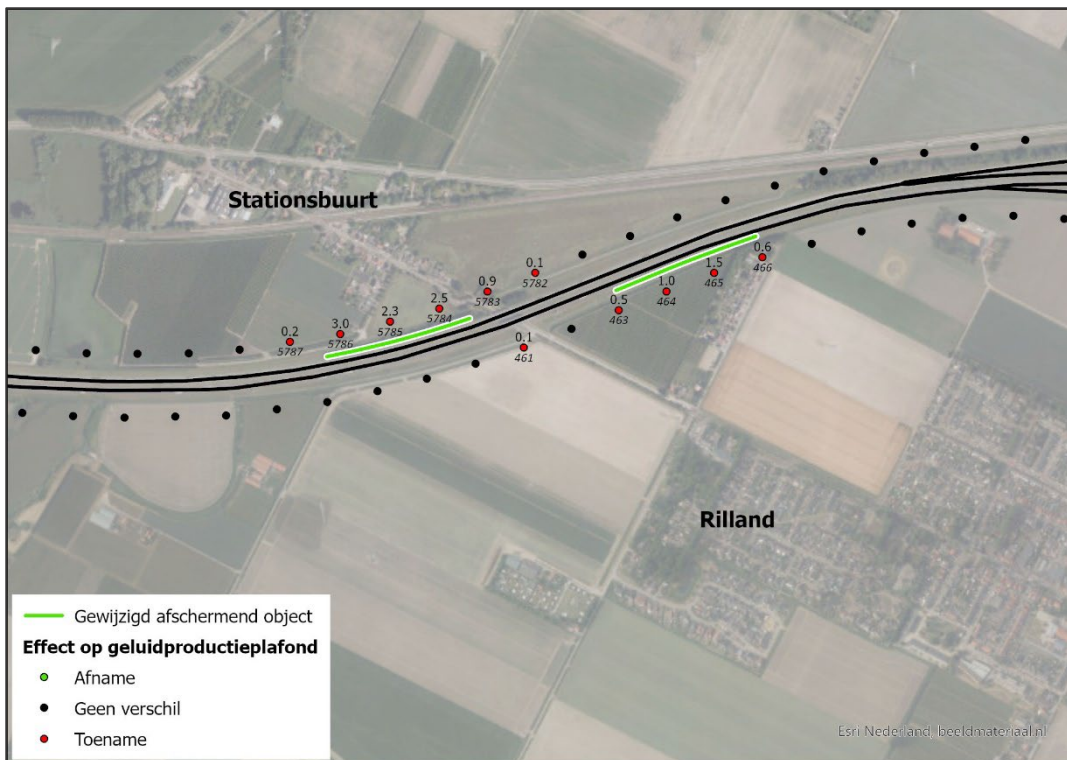 Stationsbuurt
0.1
5782
0.9
5783
2.5
5784
2.3
5785
3.0
5786
0.2
5787
0.6
466
1.5
465
1.0
464
0.5
463
0.1
461
Rilland
Gewijzigd afschermend object
Effect op geluidproductieplafond
Afname
Geen verschil
Toename
Esri Nederland, beeldmateriaal.nl